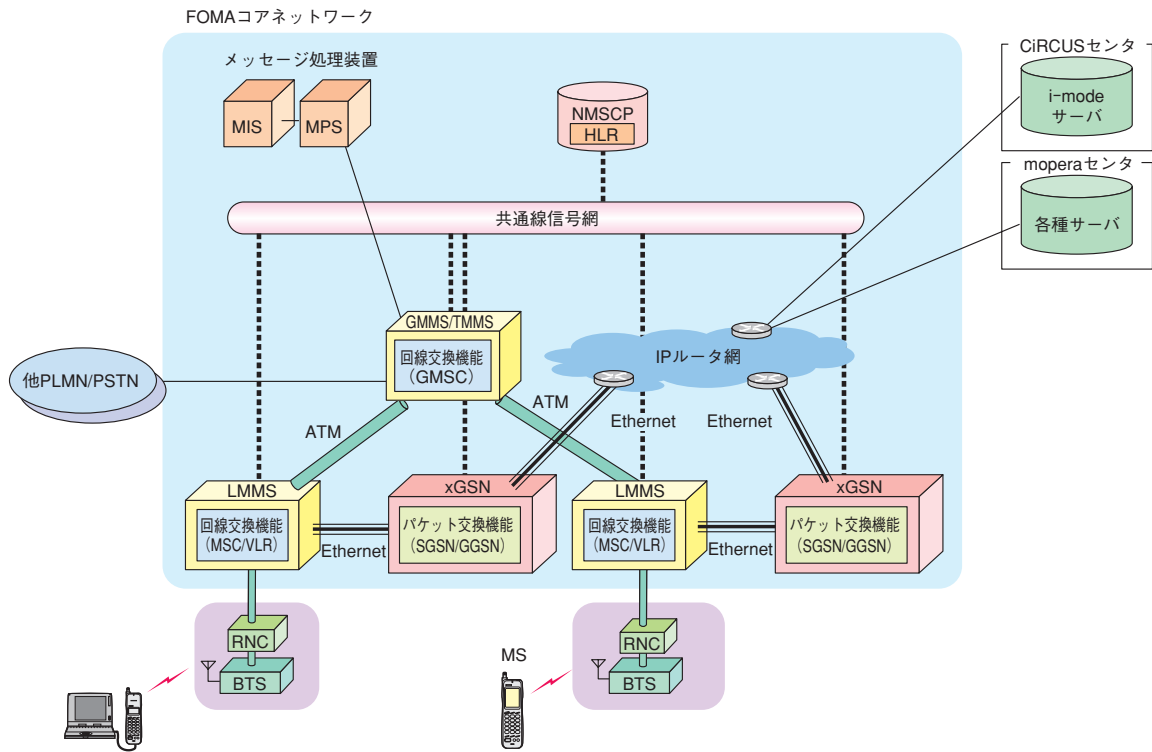 FOMAコアネットワーク
メッセージ処理装置
MIS
MPS
NMSCP
HLR
CiRCUSセンタ
i-mode
サーバ
moperaセンタ
各種サーバ
共通線信号網
GMMS/TMMS
回線交換機能
(GMSC)
IPルータ網
他PLMN/PSTN
ATM
ATM
Ethernet
Ethernet
LMMS
回線交換機能
(MSC/VLR)
Ethernet
xGSN
パケット交換機能
(SGSN/GGSN)
LMMS
回線交換機能
(MSC/VLR)
Ethernet
xGSN
パケット交換機能
(SGSN/GGSN)
RNC
BTS
MS
RNC
BTS